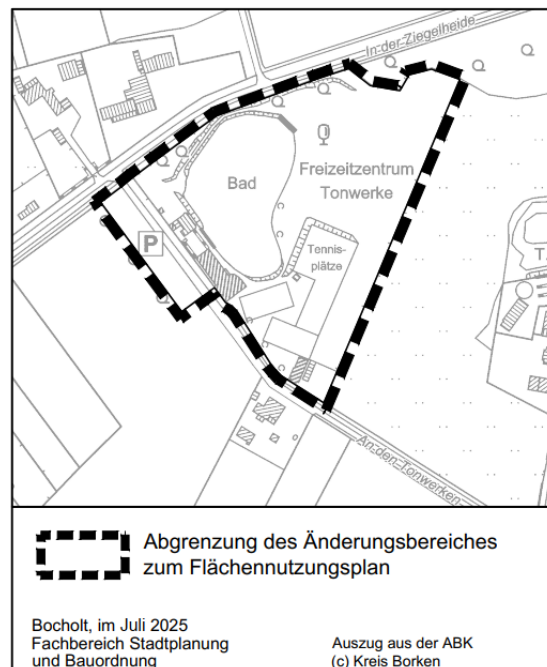 In der Ziegelheide
Bad
Freizeitzentrum
Tonwerke
P
Tennis-
plätze
T.
An den Tonwerken
Abgrenzung des Änderungsbereiches
zum Flächennutzungsplan
Bocholt, im Juli 2025
Fachbereich Stadtplanung
und Bauordnung
Auszug aus der ABK
(c) Kreis Borken